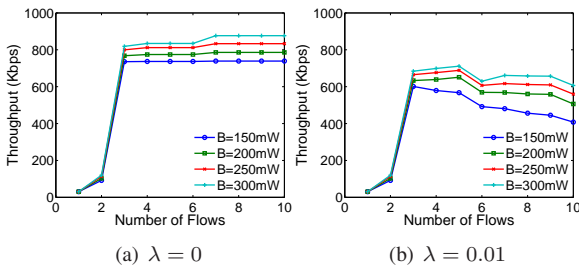 Throughput (Kbps)
1000
800
600
400
200
0
0 2 4 6 8 10
Number of Flows
B=150mW
B=200mW
B=250mW
B=300mW
(a) λ = 0
Throughput (Kbps)
1000
800
600
400
200
0
0 2 4 6 8 10
Number of Flows
B=150mW
B=200mW
B=250mW
B=300mW
(b) λ = 0.01